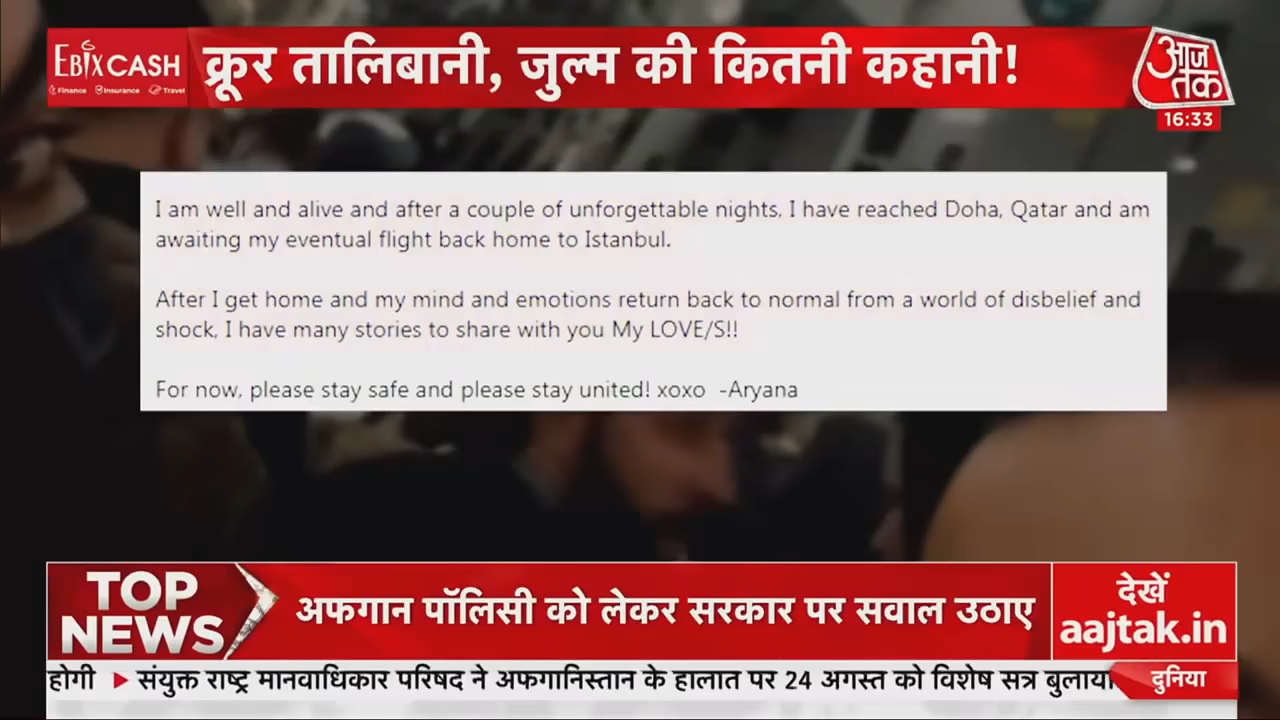 EbixCASH
Finance Insurance Travel
क्रूर तालिबानी, जुल्म की कितनी कहानी!
आज तक
16:33
I am well and alive and after a couple of unforgettable nights, I have reached Doha, Qatar and am
awaiting my eventual flight back home to Istanbul.
After I get home and my mind and emotions return back to normal from a world of disbelief and
shock, I have many stories to share with you My LOVE/S!!
For now, please stay safe and please stay united! xoxo -Aryana
TOP
NEWS
अफगान पॉलिसी को लेकर सरकार पर सवाल उठाए
देखें
aajtak.in
होगी ▶ संयुक्त राष्ट्र मानवाधिकार परिषद ने अफगानिस्तान के हालात पर 24 अगस्त को विशेष सत्र बुलाया
दुनिया